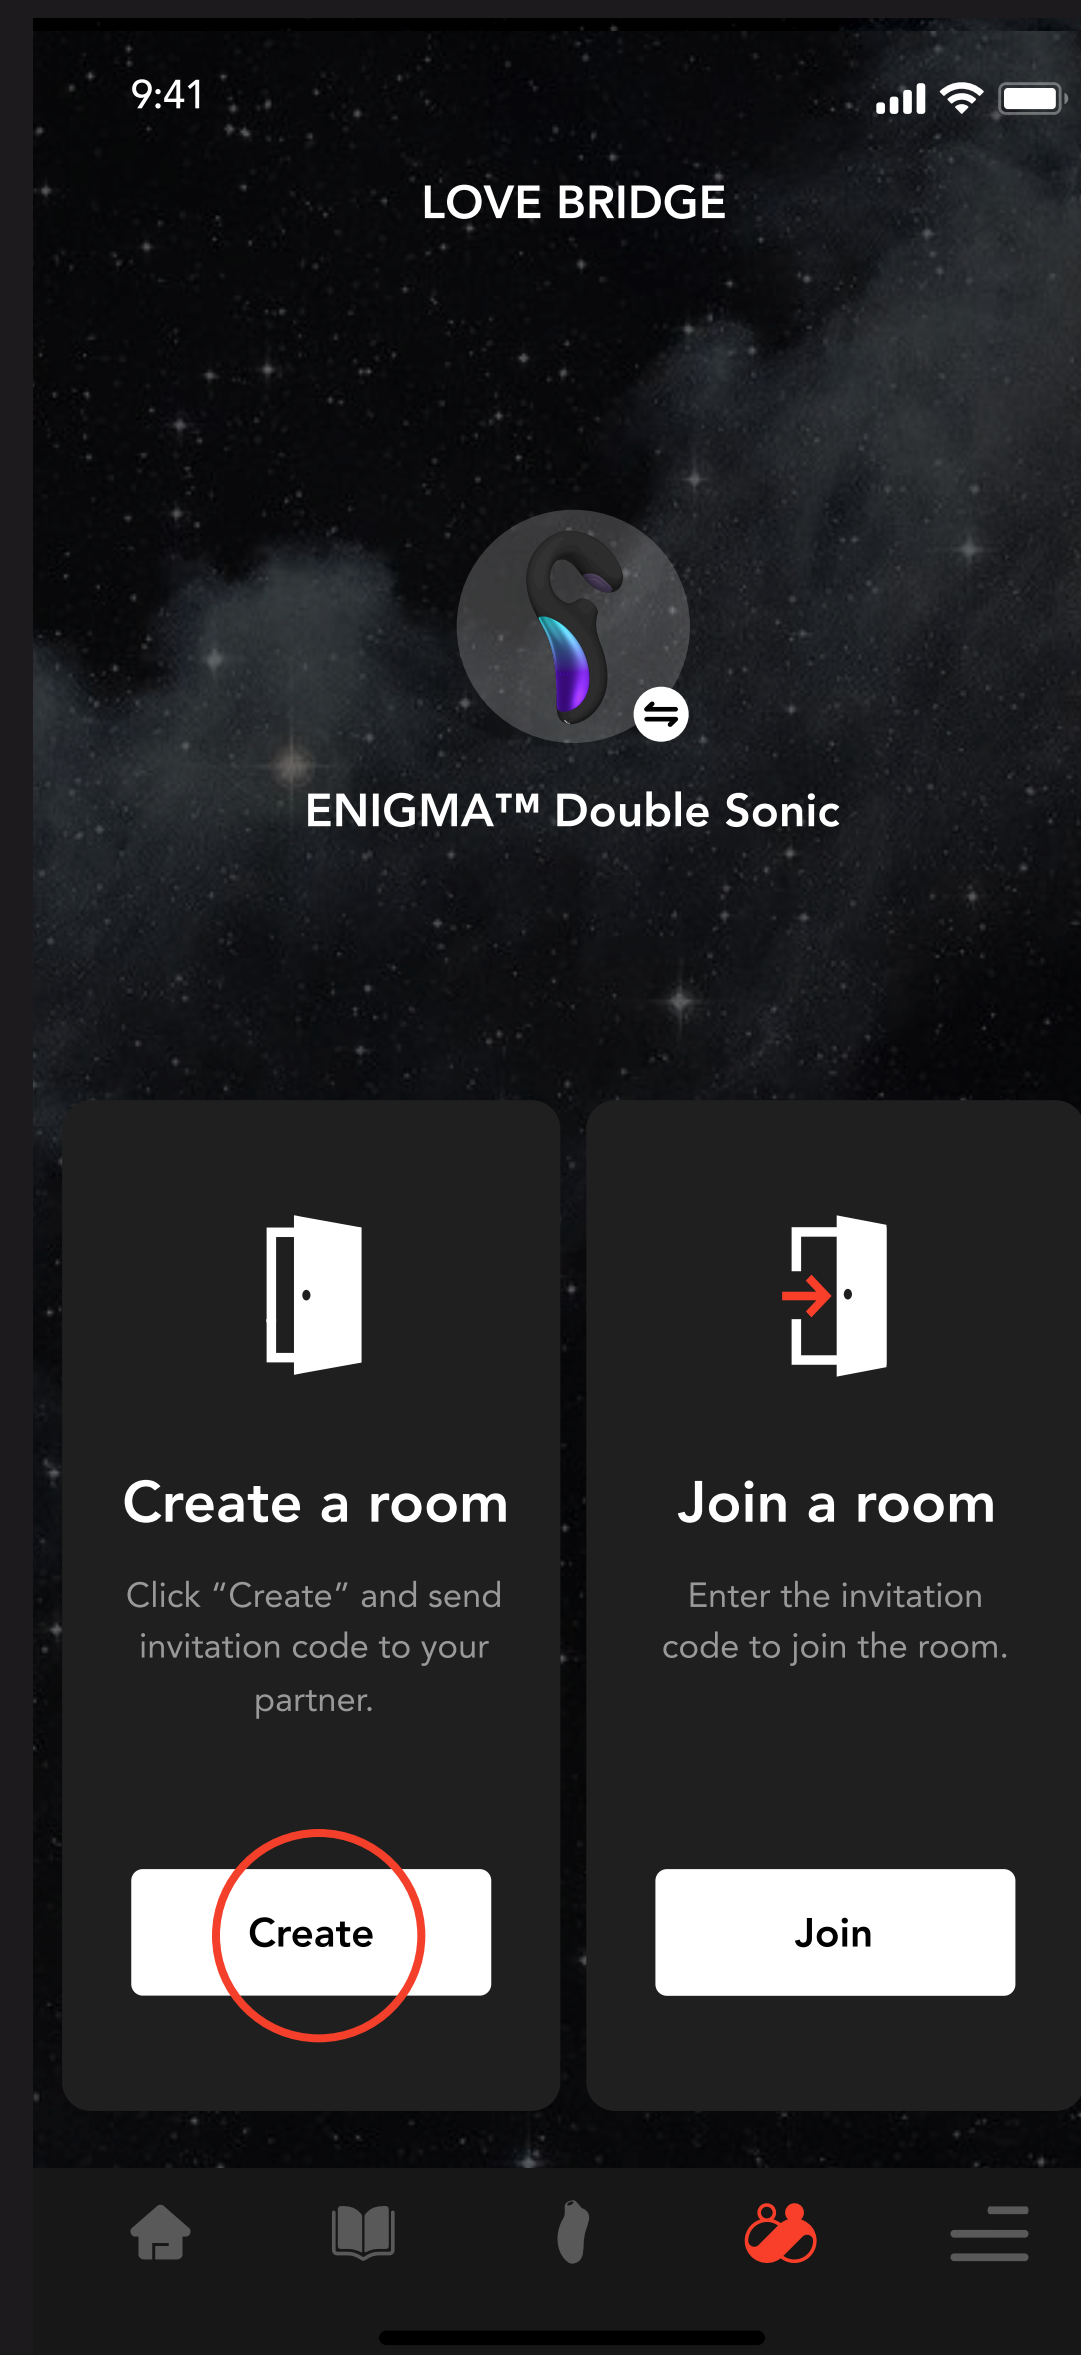 9:41
LOVE BRIDGE
ENIGMA™ Double Sonic
Create a room
Click “Create” and send
invitation code to your
partner.
Create
Join a room
Enter the invitation
code to join the room.
Join